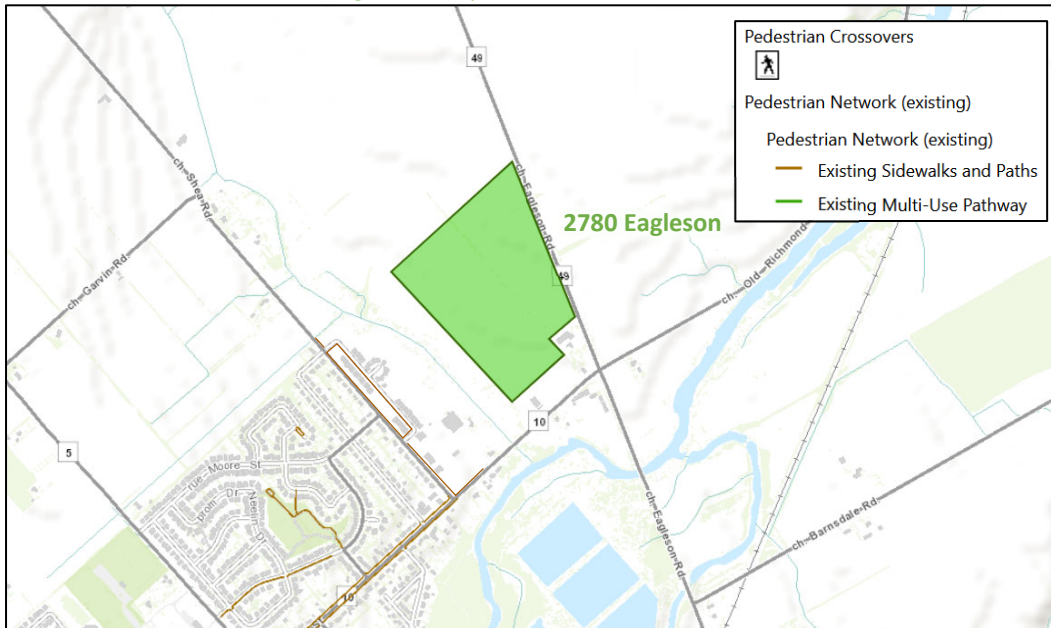 Pedestrian Crossovers
Pedestrian Network (existing)
Pedestrian Network (existing)
Existing Sidewalks and Paths
Existing Multi-Use Pathway
49
ch-Shea-Rd
ch-Eagleson-Rd
2780 Eagleson
49
ch-Old-Richmond
ch-Garvin-Rd
10
5
rue-Moore-St
prom-Dr
Neelin-Dr
ch-Eagleson-Rd
ch-Barnsdale-Rd
10